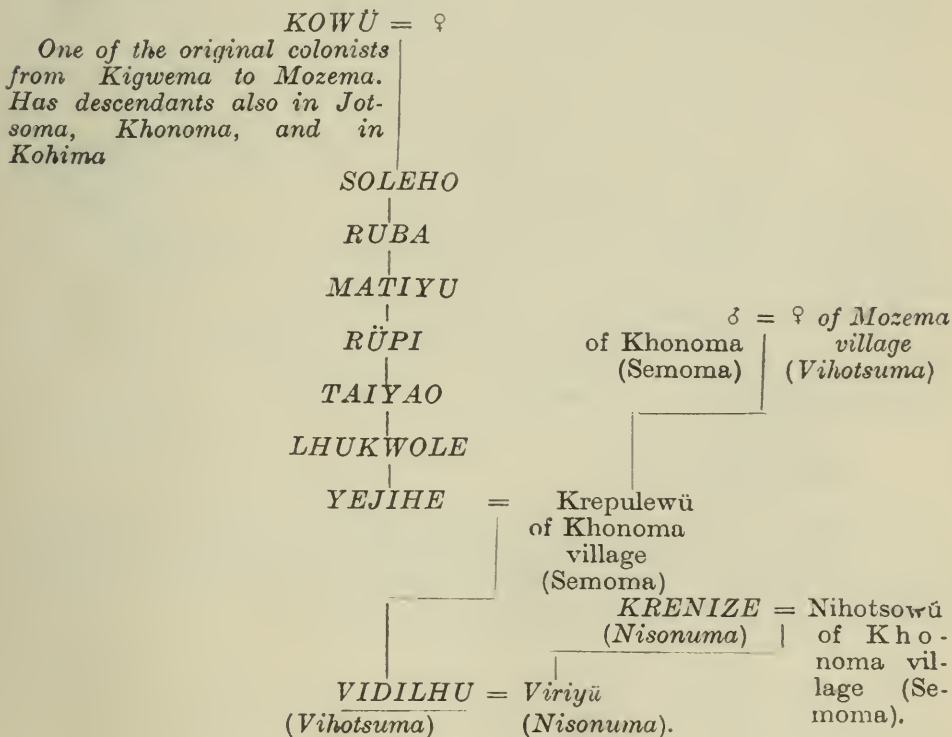 KOWÜ = ♀
One of the original colonists
from Kigwema to Mozema.
Has descendants also in Jot-
soma, Khonoma, and in
Kohima
SOLEHO
RUBA
MATIYU
RÜPI
TAIYAO
LHUKWOLE
♂ = ♀ of Mozema
of Khonoma village
(Semoma) (Vihotsuma)
YEJIHE = Krepulewü
of Khonoma
village
(Semoma)
KRENIZE = Nihotsowü
(Nisonuma) of Kho-
noma vil-
lage (Se-
moma).
VIDILHU = Viriyü
(Vihotsuma) (Nisonuma).